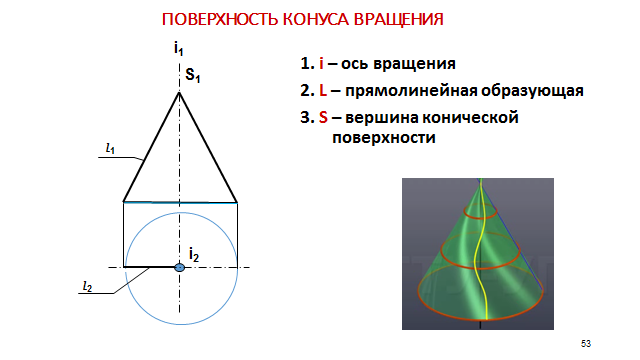 ПОВЕРХНОСТЬ КОНУСА ВРАЩЕНИЯ
i1
S1
l1
i2
l2
1. i – ось вращения
2. L – прямолинейная образующая
3. S – вершина конической
поверхности
53